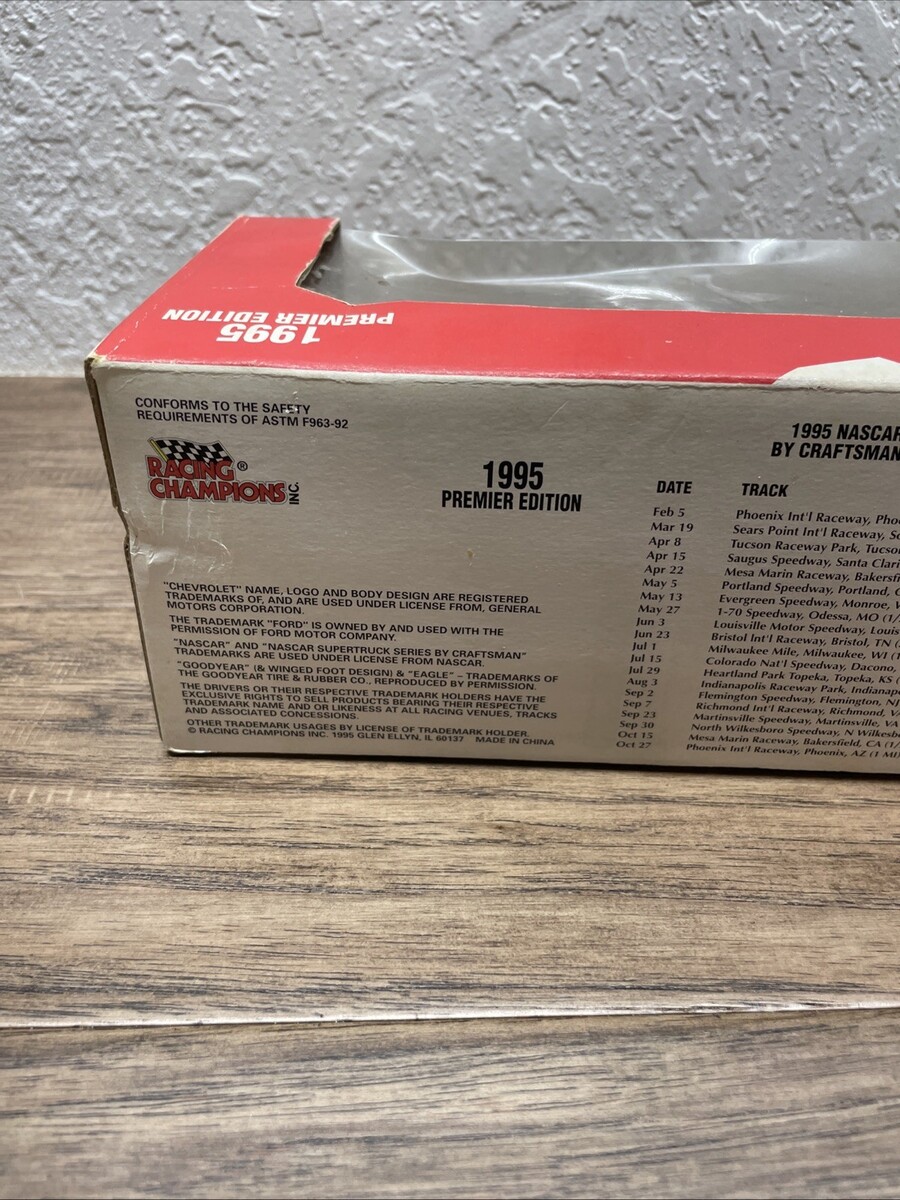 1995
PREMIER EDITION
CONFORMS TO THE SAFETY
REQUIREMENTS OF ASTM F963-92
RACING ®
CHAMPIONS INC.
1995
PREMIER EDITION
"CHEVROLET" NAME, LOGO AND BODY DESIGN ARE REGISTERED
TRADEMARKS OF, AND ARE USED UNDER LICENSE FROM, GENERAL
MOTORS CORPORATION.
THE TRADEMARK "FORD" IS OWNED BY AND USED WITH THE
PERMISSION OF FORD MOTOR COMPANY.
"NASCAR" AND "NASCAR SUPERTRUCK SERIES BY CRAFTSMAN"
TRADEMARKS ARE USED UNDER LICENSE FROM NASCAR.
"GOODYEAR" (& WINGED FOOT DESIGN) & "EAGLE" – TRADEMARKS OF
THE GOODYEAR TIRE & RUBBER CO., REPRODUCED BY PERMISSION.
THE DRIVERS OR THEIR RESPECTIVE TRADEMARK HOLDERS HAVE THE
EXCLUSIVE RIGHTS TO SELL PRODUCTS BEARING THEIR RESPECTIVE
TRADEMARK NAME AND OR LIKENESS AT ALL RACING VENUES, TRACKS
AND ASSOCIATED CONCESSIONS.
OTHER TRADEMARK USAGES BY LICENSE OF TRADEMARK HOLDER.
© RACING CHAMPIONS INC. 1995 GLEN ELLYN, IL 60137 MADE IN CHINA
1995 NASCAR
BY CRAFTSMAN
DATE TRACK
Feb 5 Phoenix Int'l Raceway,
Mar 19 Sears Point Int'l Raceway,
Apr 8 Tucson Raceway Park,
Apr 15 Saugus Speedway, Santa
Apr 22 Mesa Marin Raceway,
May 5 Portland Speedway, Portland,
May 13 Evergreen Speedway, Monroe,
May 27 1-70 Speedway, Odessa, MO
Jun 3 Louisville Motor Speedway,
Jun 23 Bristol Int'l Raceway, Bristol, TN
Jul 1 Milwaukee Mile, Milwaukee, WI
Jul 15 Colorado Nat'l Speedway, Dacono,
Jul 29 Heartland Park Topeka, Topeka, KS
Aug 3 Indianapolis Raceway Park,
Sep 2 Flemington Speedway, Flemington,
Sep 7 Richmond Int'l Raceway, Richmond,
Sep 23 Martinsville Speedway, Martinsville, VA
Sep 30 North Wilkesboro Speedway, N
Oct 15 Mesa Marin Raceway, Bakersfield, CA
Oct 27 Phoenix Int'l Raceway, Phoenix, AZ (1 MI)